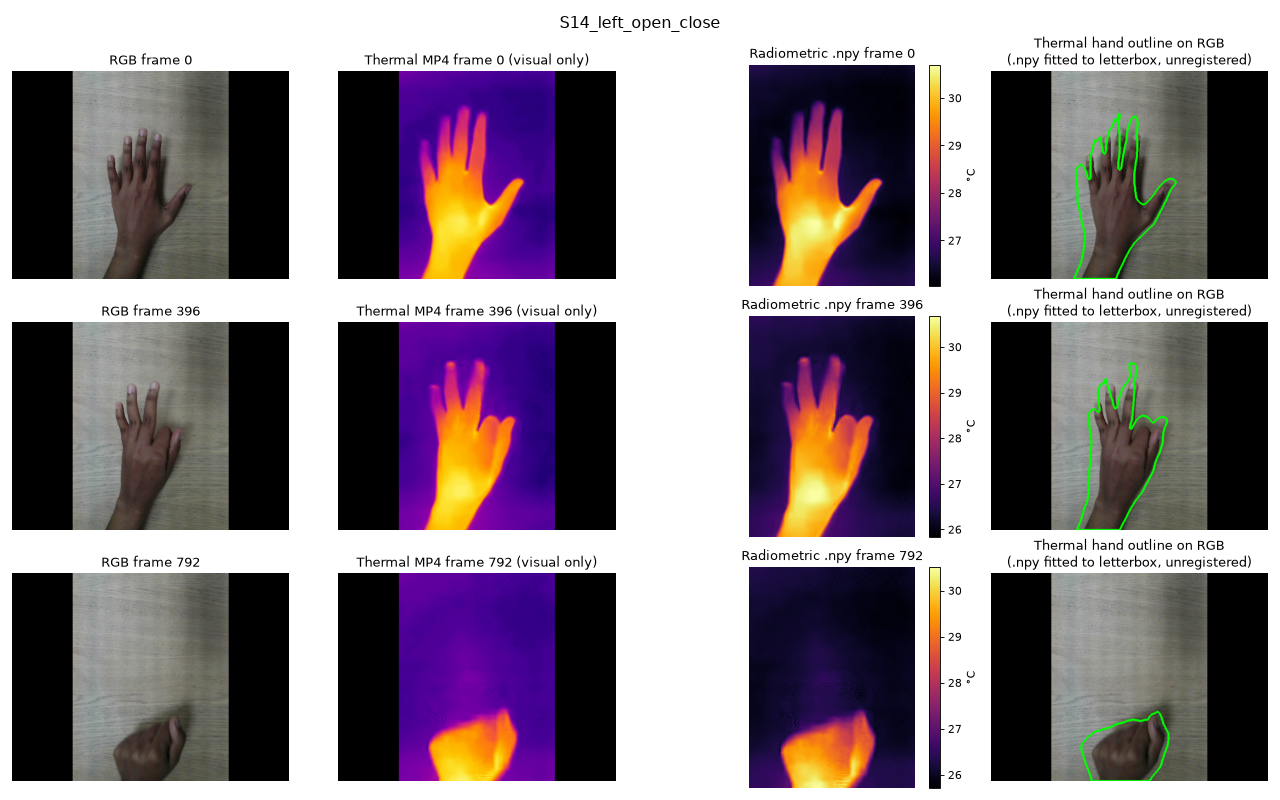 S14_left_open_close
RGB frame 0
Thermal MP4 frame 0 (visual only)
Radiometric .npy frame 0
Thermal hand outline on RGB
(.npy fitted to letterbox, unregistered)
30
29
28
27
°C
RGB frame 396
Thermal MP4 frame 396 (visual only)
Radiometric .npy frame 396
Thermal hand outline on RGB
(.npy fitted to letterbox, unregistered)
30
29
28
27
26
°C
RGB frame 792
Thermal MP4 frame 792 (visual only)
Radiometric .npy frame 792
Thermal hand outline on RGB
(.npy fitted to letterbox, unregistered)
30
29
28
27
26
°C